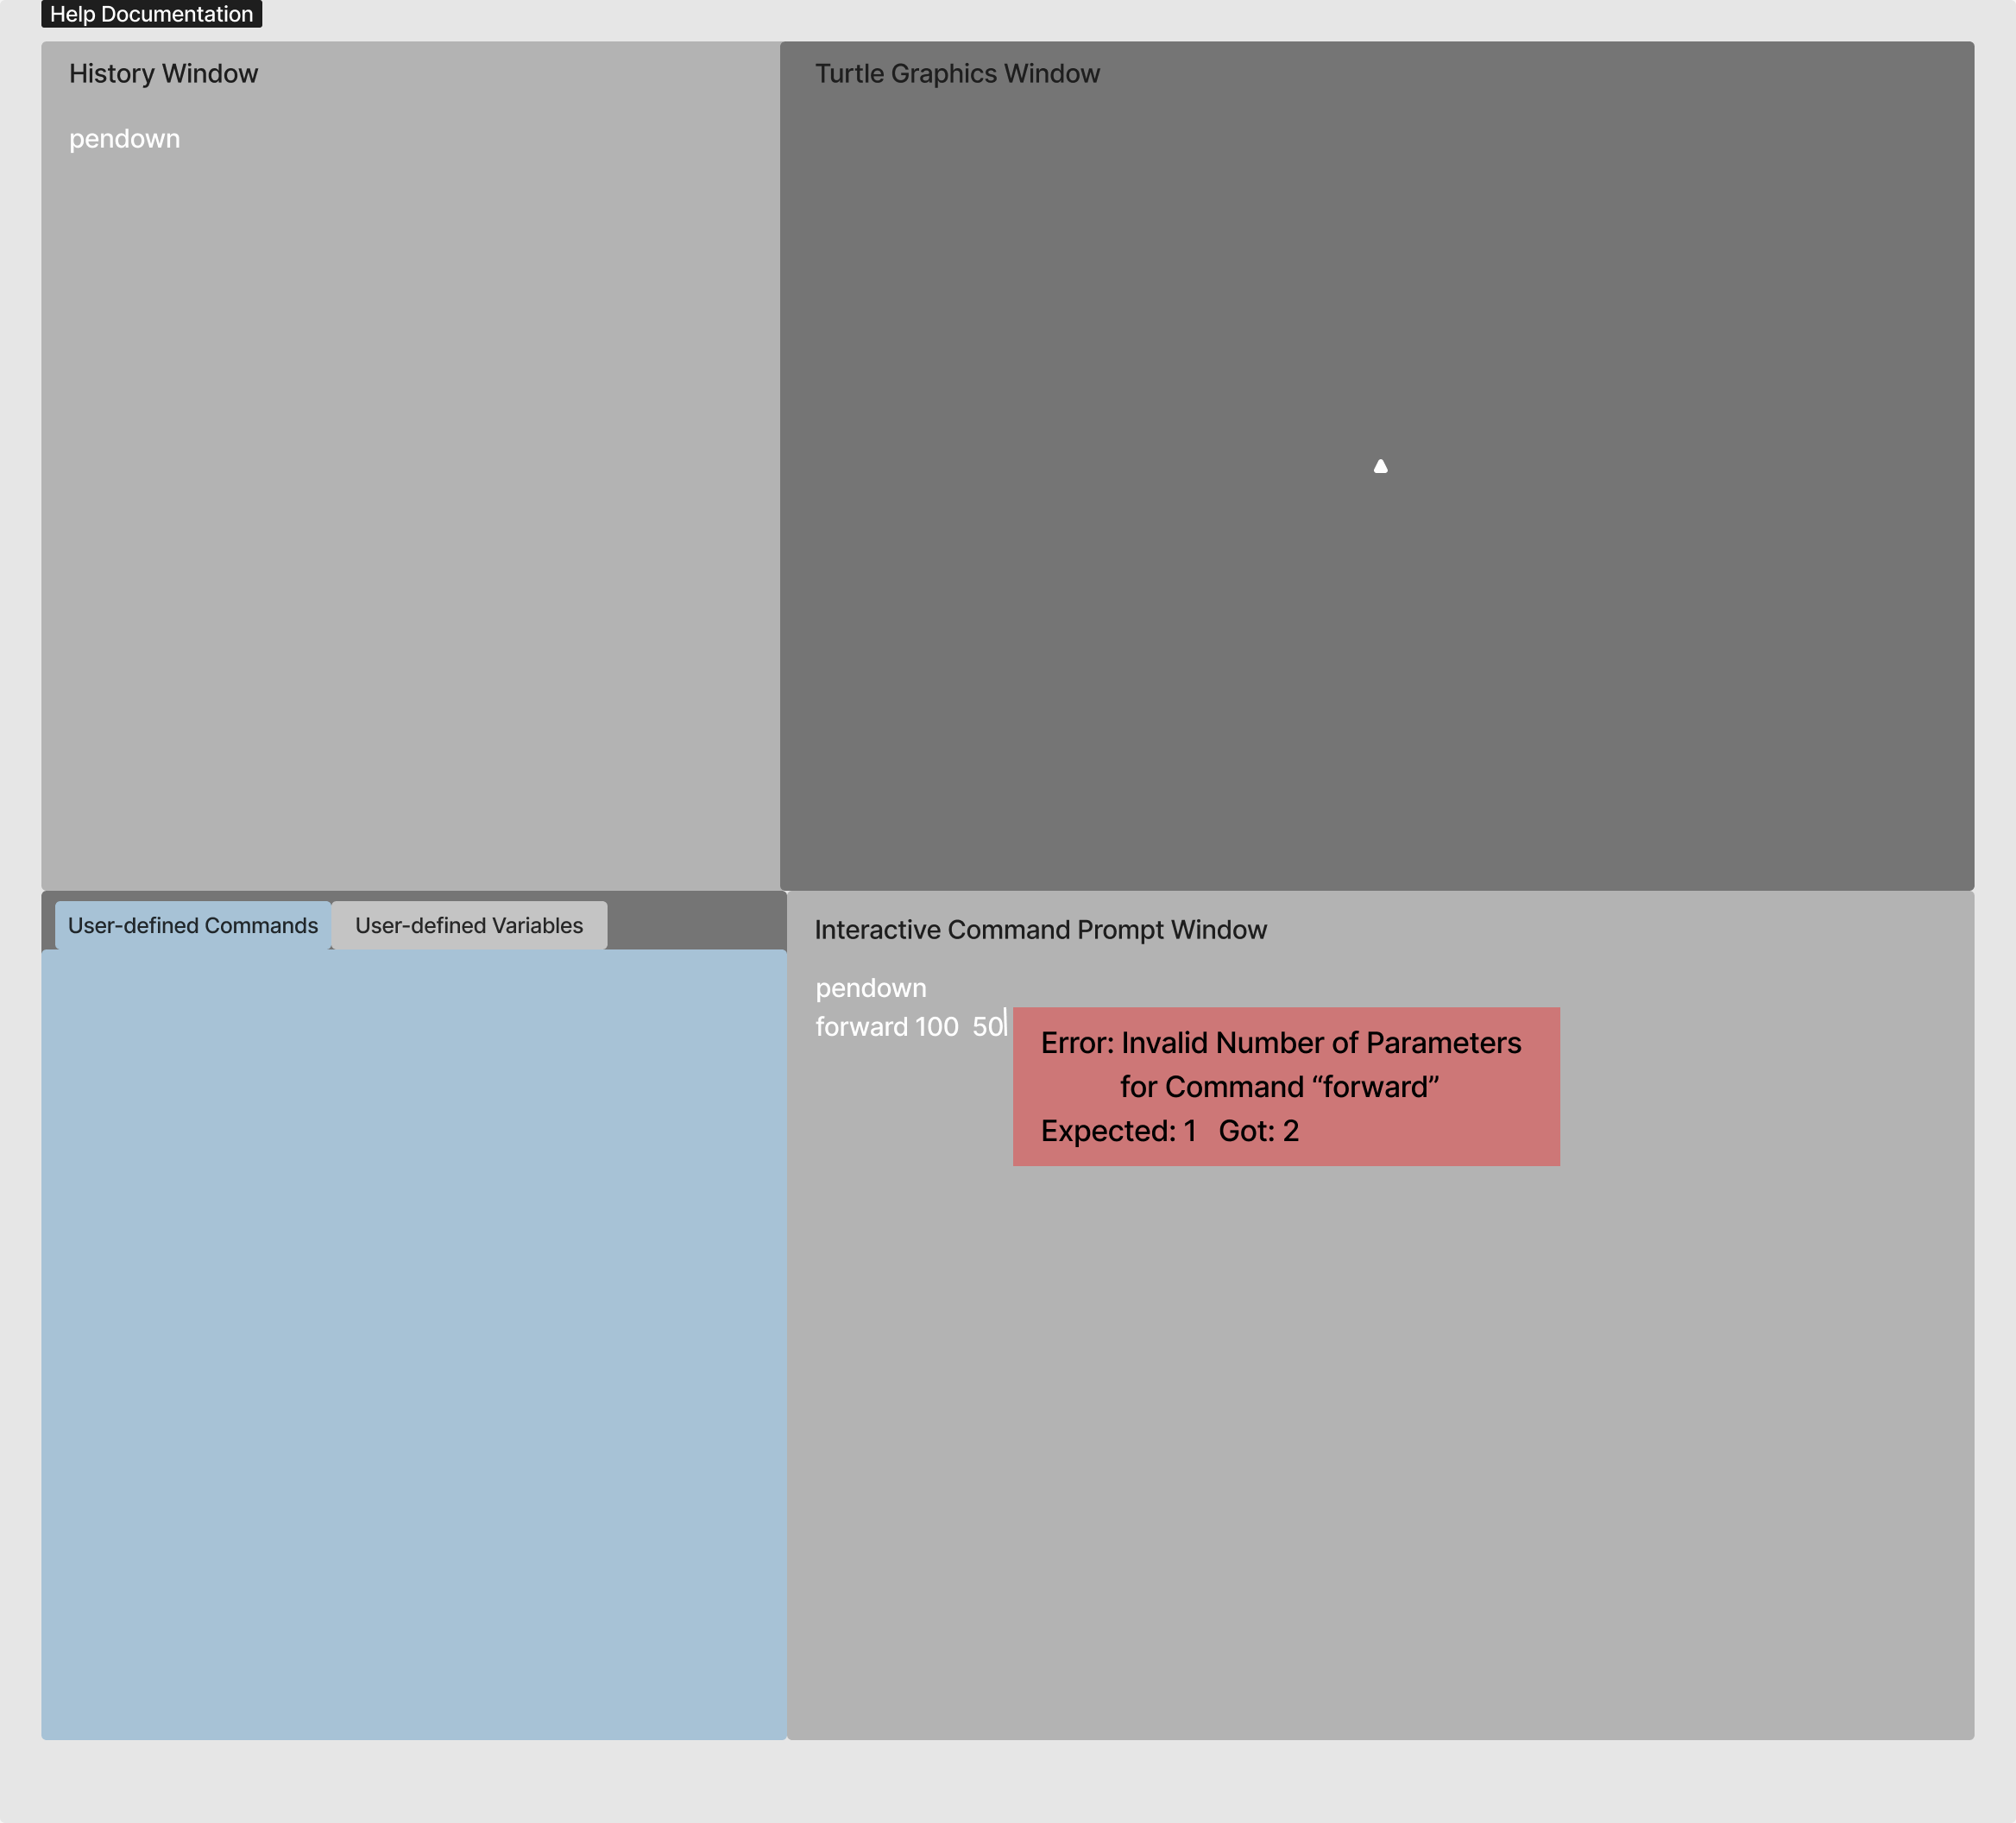 Help Documentation
History Window
pendown
Turtle Graphics Window
User-defined Commands
User-defined Variables
Interactive Command Prompt Window
pendown
forward 100  50
Error: Invalid Number of Parameters
for Command “forward”
Expected: 1   Got: 2